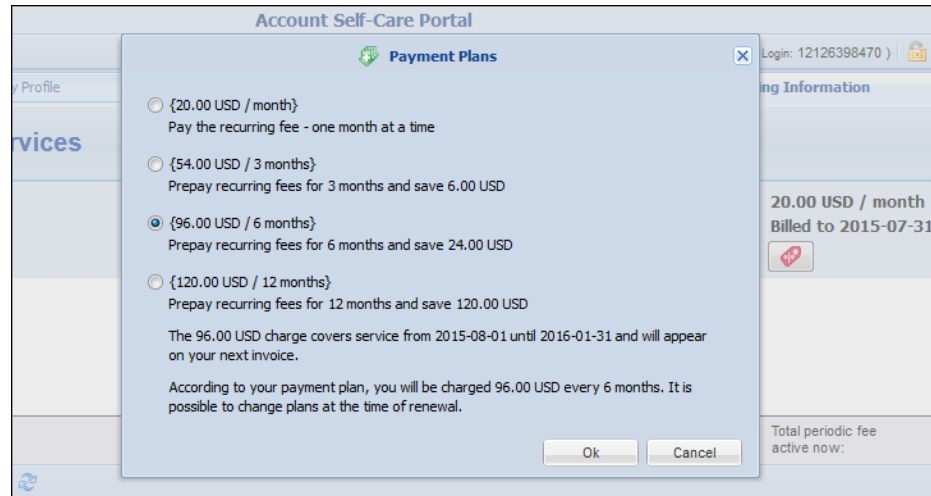 Account Self-Care Portal
Payment Plans
Login: 12126398470 )
y Profile
ng Information
rvices
{20.00 USD / month}
Pay the recurring fee - one month at a time
{54.00 USD / 3 months}
Prepay recurring fees for 3 months and save 6.00 USD
{96.00 USD / 6 months}
Prepay recurring fees for 6 months and save 24.00 USD
20.00 USD / month
Billed to 2015-07-31
{120.00 USD / 12 months}
Prepay recurring fees for 12 months and save 120.00 USD
The 96.00 USD charge covers service from 2015-08-01 until 2016-01-31 and will appear
on your next invoice.
According to your payment plan, you will be charged 96.00 USD every 6 months. It is
possible to change plans at the time of renewal.
Ok
Cancel
Total periodic fee
active now: